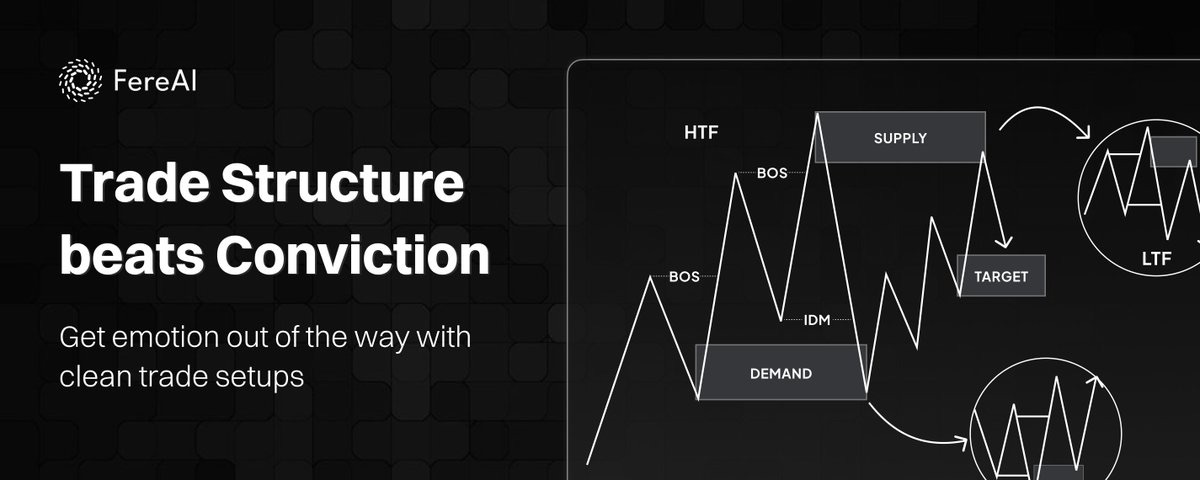 FereAI
Trade Structure
beats Conviction
Get emotion out of the way with
clean trade setups
HTF
SUPPLY
BOS
BOS
TARGET
IDM
DEMAND
LTF